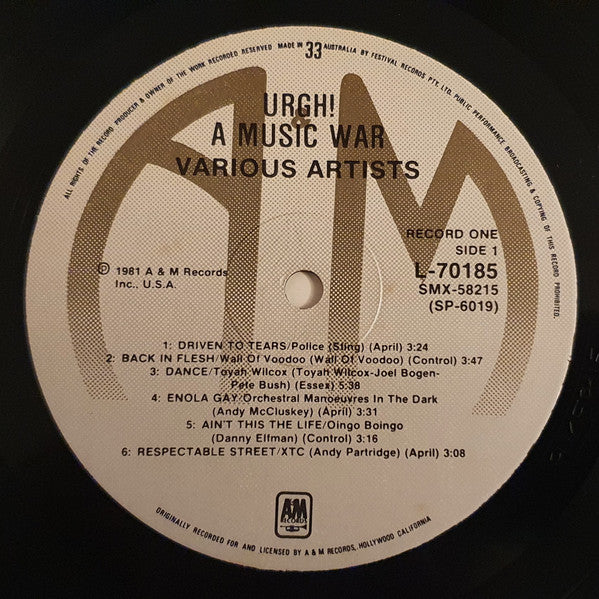 ALL RIGHTS OF THE RECORD PRODUCER & OWNER OF THE WORK RECORDED RESERVED MADE IN 33 AUSTRALIA BY FESTIVAL RECORDS PTY. LTD. PUBLIC PERFORMANCE, BROADCASTING & COPYING OF THIS RECORD PROHIBITED.
A&M
URGH!
A MUSIC WAR
VARIOUS ARTISTS
RECORD ONE
SIDE 1
L-70185
SMX-58215
(SP-6019)
Ⓟ 1981 A & M Records
Inc., U.S.A.
1: DRIVEN TO TEARS/Police (Sting) (April) 3:24
2: BACK IN FLESH/Wall Of Voodoo (Wall Of Voodoo) (Control) 3:47
3: DANCE/Toyah Wilcox (Toyah Wilcox-Joel Bogen-
Pete Bush) (Essex) 5:38
4: ENOLA GAY/Orchestral Manoeuvres In The Dark
(Andy McCluskey) (April) 3:31
5: AIN'T THIS THE LIFE/Oingo Boingo
(Danny Elfman) (Control) 3:16
6: RESPECTABLE STREET/XTC (Andy Partridge) (April) 3:08
A&M
RECORDS
ORIGINALLY RECORDED FOR AND LICENSED BY A & M RECORDS, HOLLYWOOD CALIFORNIA